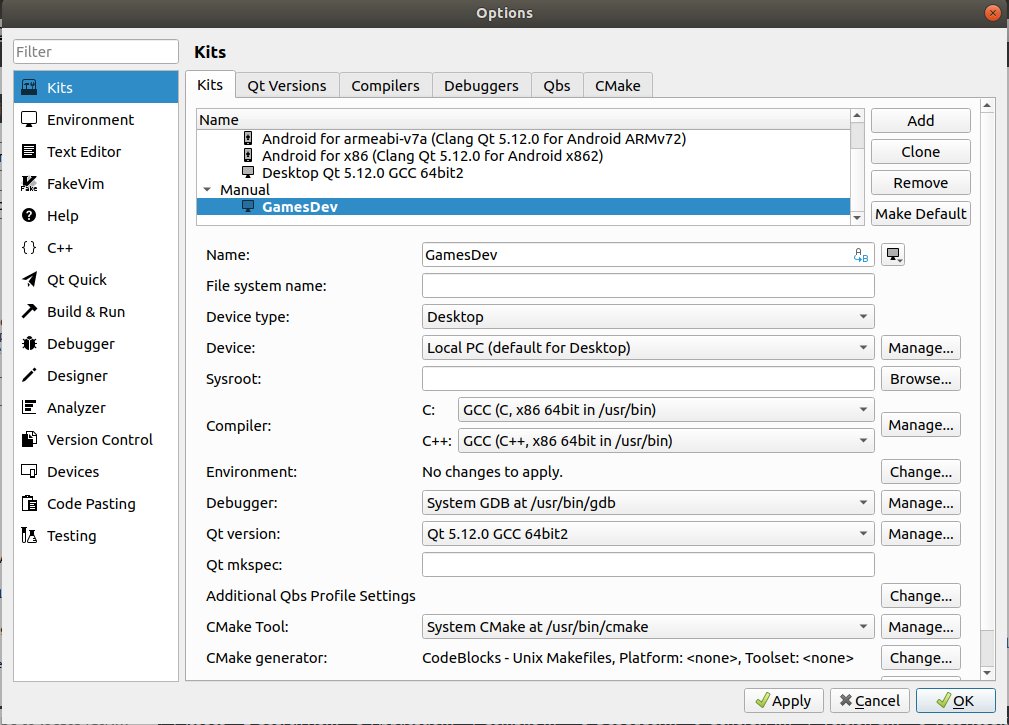 Options
Filter
Kits
Environment
Text Editor
FakeVim
Help
C++
Qt Quick
Build & Run
Debugger
Designer
Analyzer
Version Control
Devices
Code Pasting
Testing
Kits
Kits Qt Versions Compilers Debuggers Qbs CMake
Name
Android for armeabi-v7a (Clang Qt 5.12.0 for Android ARMv72)
Android for x86 (Clang Qt 5.12.0 for Android x862)
Desktop Qt 5.12.0 GCC 64bit2
Manual
GamesDev
Add
Clone
Remove
Make Default
Name: GamesDev
File system name:
Device type: Desktop
Device: Local PC (default for Desktop) Manage...
Sysroot: Browse...
Compiler: C: GCC (C, x86 64bit in /usr/bin) Manage...
C++: GCC (C++, x86 64bit in /usr/bin)
Environment: No changes to apply. Change...
Debugger: System GDB at /usr/bin/gdb Manage...
Qt version: Qt 5.12.0 GCC 64bit2 Manage...
Qt mkspec:
Additional Qbs Profile Settings Change...
CMake Tool: System CMake at /usr/bin/cmake Manage...
CMake generator: CodeBlocks - Unix Makefiles, Platform: <none>, Toolset: <none> Change...
Apply Cancel OK